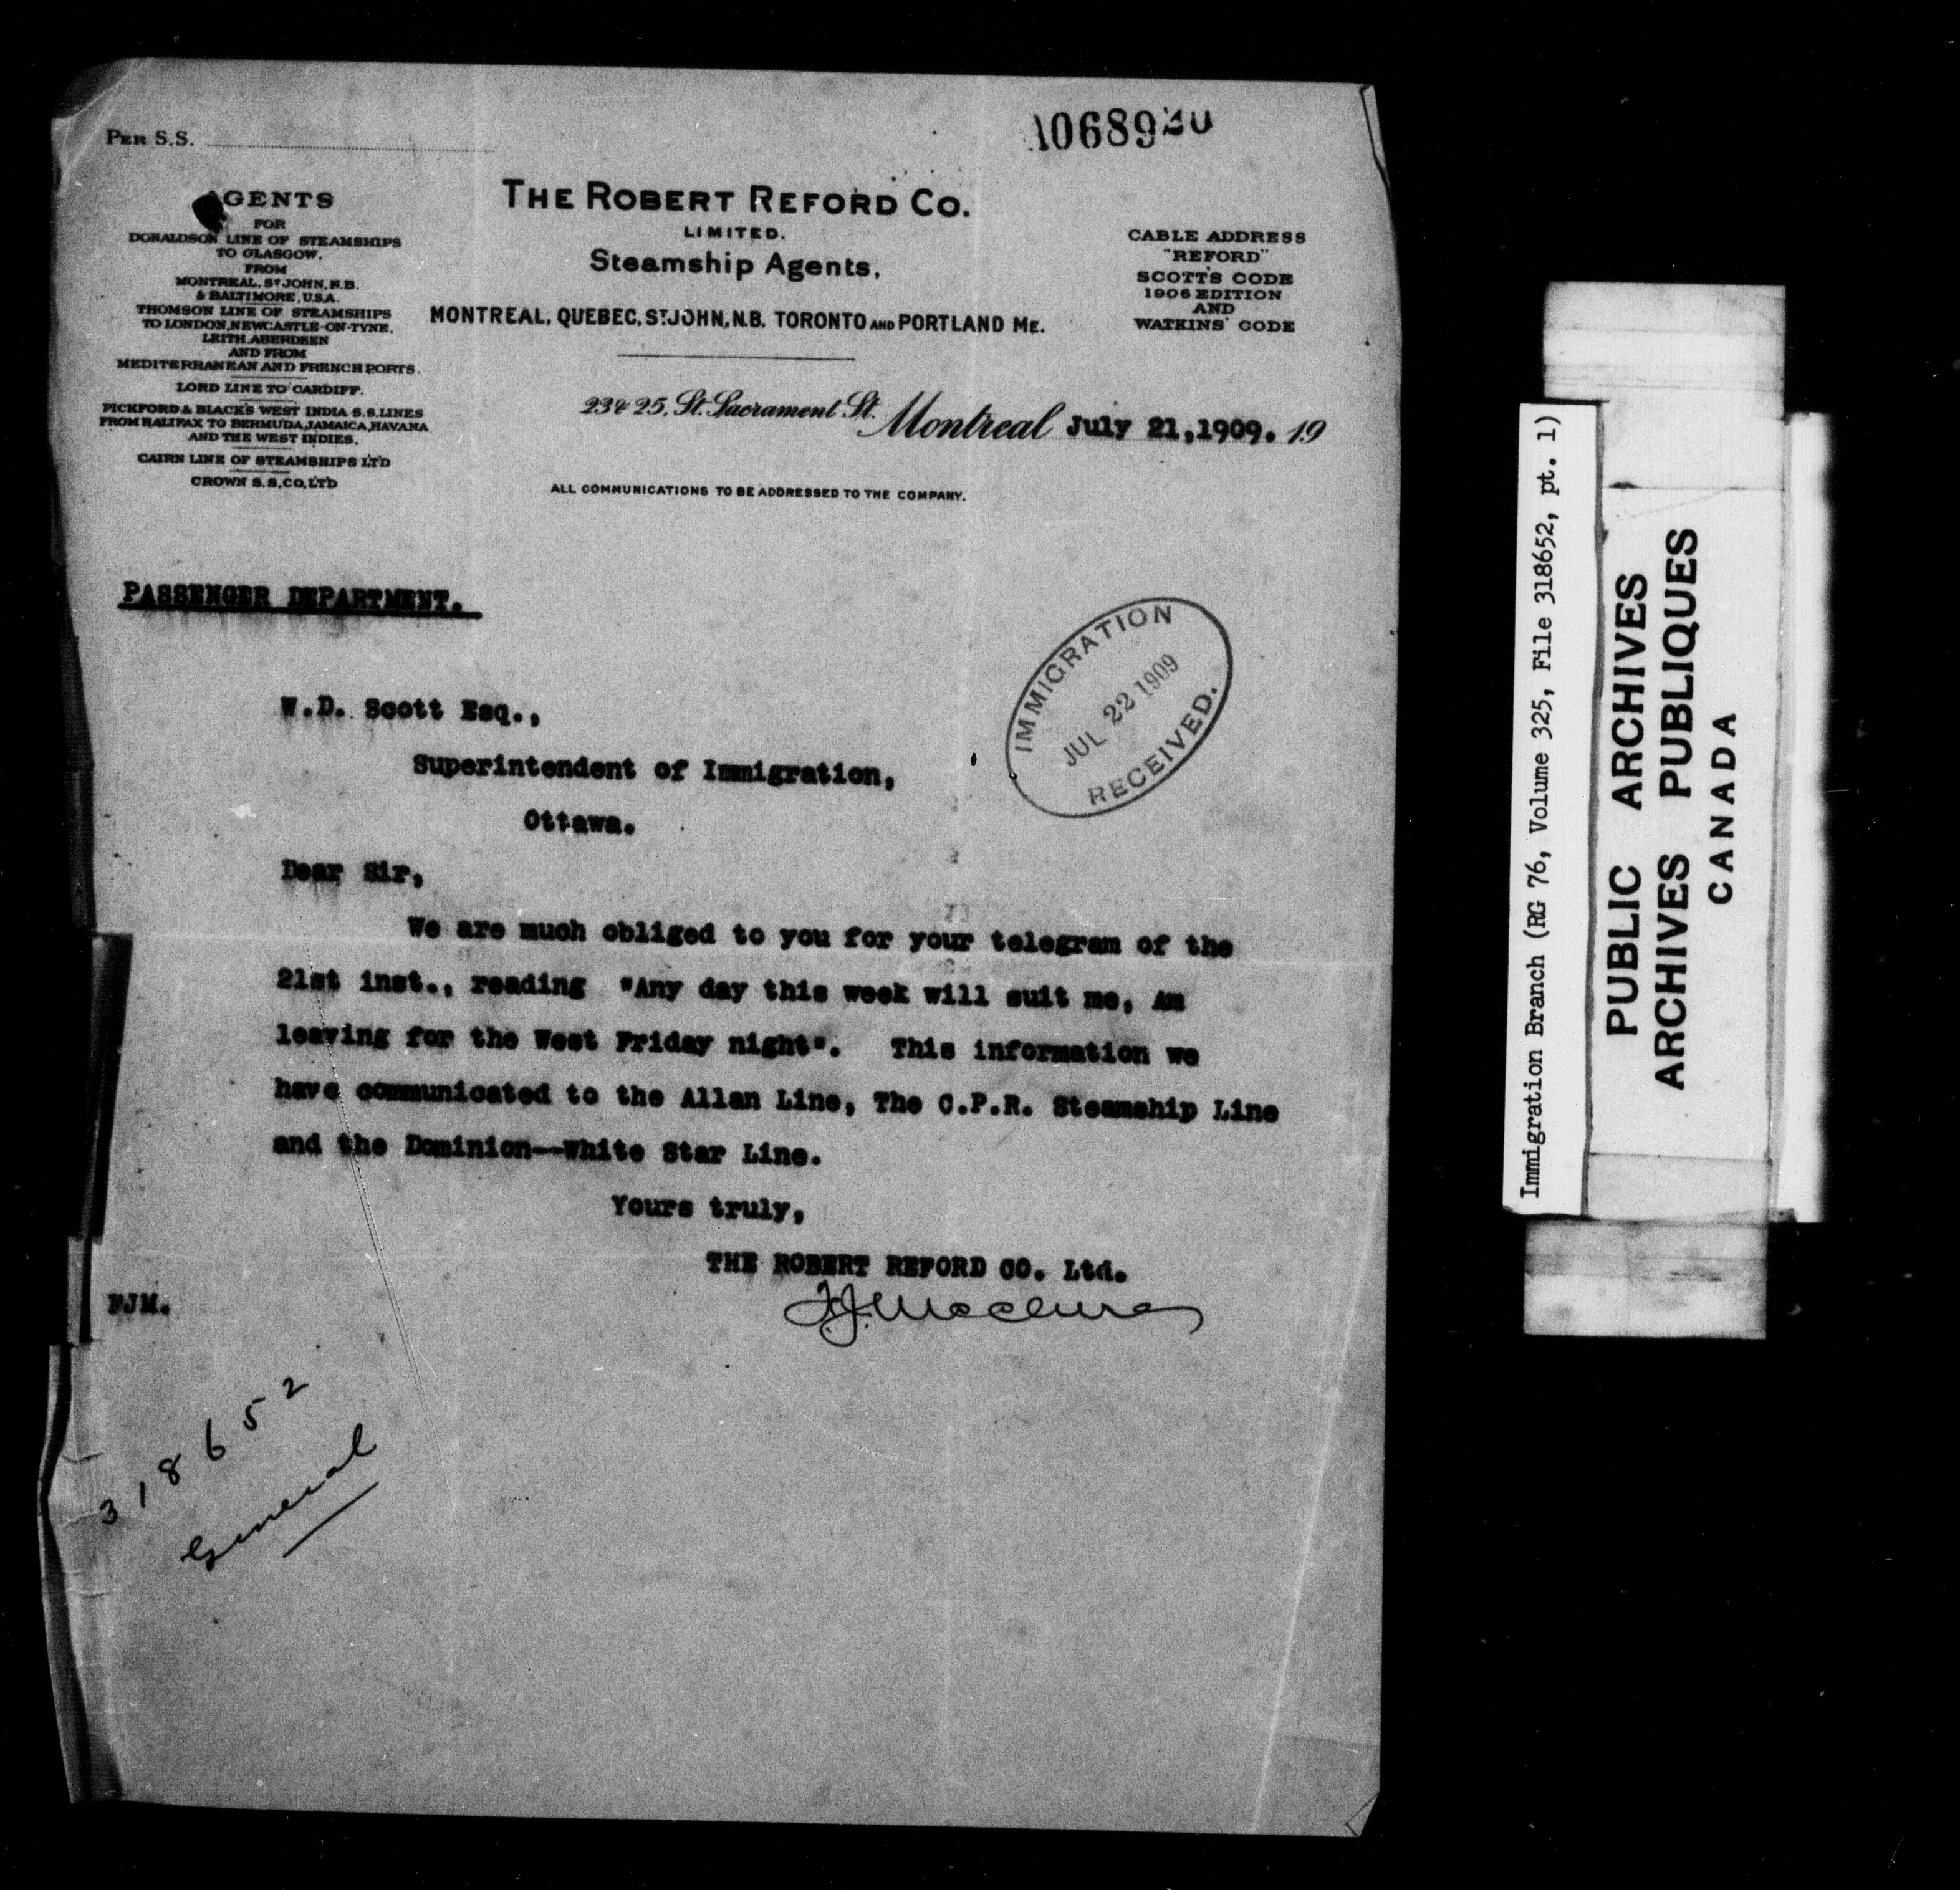 PER S.S.
AGENTS
FOR
DONALDSON LINE OF STEAMSHIPS
TO GLASGOW.
FROM
MONTREAL, ST JOHN, N.B.
& BALTIMORE, U.S.A.
THOMSON LINE OF STEAMSHIPS
TO LONDON, NEWCASTLE-ON-TYNE,
LEITH ABERDEEN
AND FROM
MEDITERRANEAN AND FRENCH PORTS.
LORD LINE TO CARDIFF.
PICKFORD & BLACK'S WEST INDIA S.S. LINES
FROM HALIFAX TO BERMUDA, JAMAICA, HAVANA
AND THE WEST INDIES.
CAIRN LINE OF STEAMSHIPS LTD
CROWN S.S. CO. LTD
THE ROBERT REFORD CO.
LIMITED.
Steamship Agents,
MONTREAL, QUEBEC, ST. JOHN, N.B. TORONTO AND PORTLAND ME.
CABLE ADDRESS
"REFORD"
SCOTT'S CODE
1906 EDITION
AND
WATKINS' CODE
23 & 25, St. Sacrament St. Montreal July 21, 1909. 19
ALL COMMUNICATIONS TO BE ADDRESSED TO THE COMPANY.
PASSENGER DEPARTMENT.
IMMIGRATION
JUL 22 1909
RECEIVED.
W.D. Scott Esq.,
Superintendent of Immigration,
Ottawa.
Dear Sir,
We are much obliged to you for your telegram of the
21st inst., reading "Any day this week will suit me, Am
leaving for the West Friday night". This information we
have communicated to the Allan Line, The C.P.R. Steamship Line
and the Dominion--White Star Line.
Yours truly,
THE ROBERT REFORD CO. Ltd.
FJM.
318652
General
Immigration Branch (RG 76, Volume 325, File 318652, pt. 1)
PUBLIC ARCHIVES
ARCHIVES PUBLIQUES
CANADA